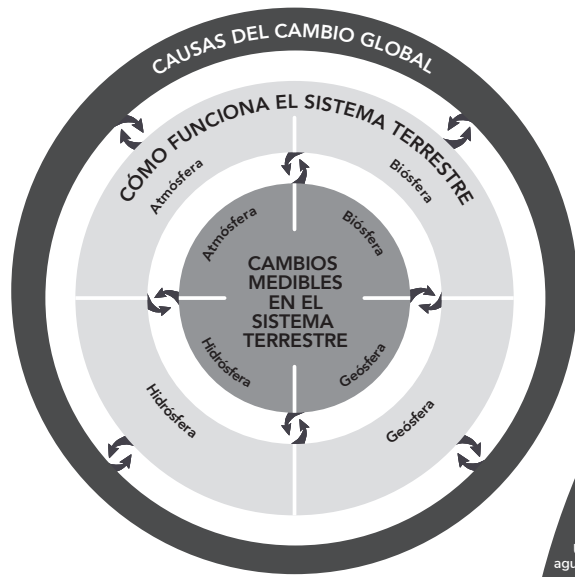 CAUSAS DEL CAMBIO GLOBAL
CÓMO FUNCIONA EL SISTEMA TERRESTRE
Atmósfera
Biósfera
Atmósfera
Biósfera
CAMBIOS
MEDIBLES
EN EL
SISTEMA
TERRESTRE
Hidrósfera
Geósfera
Hidrósfera
Geósfera